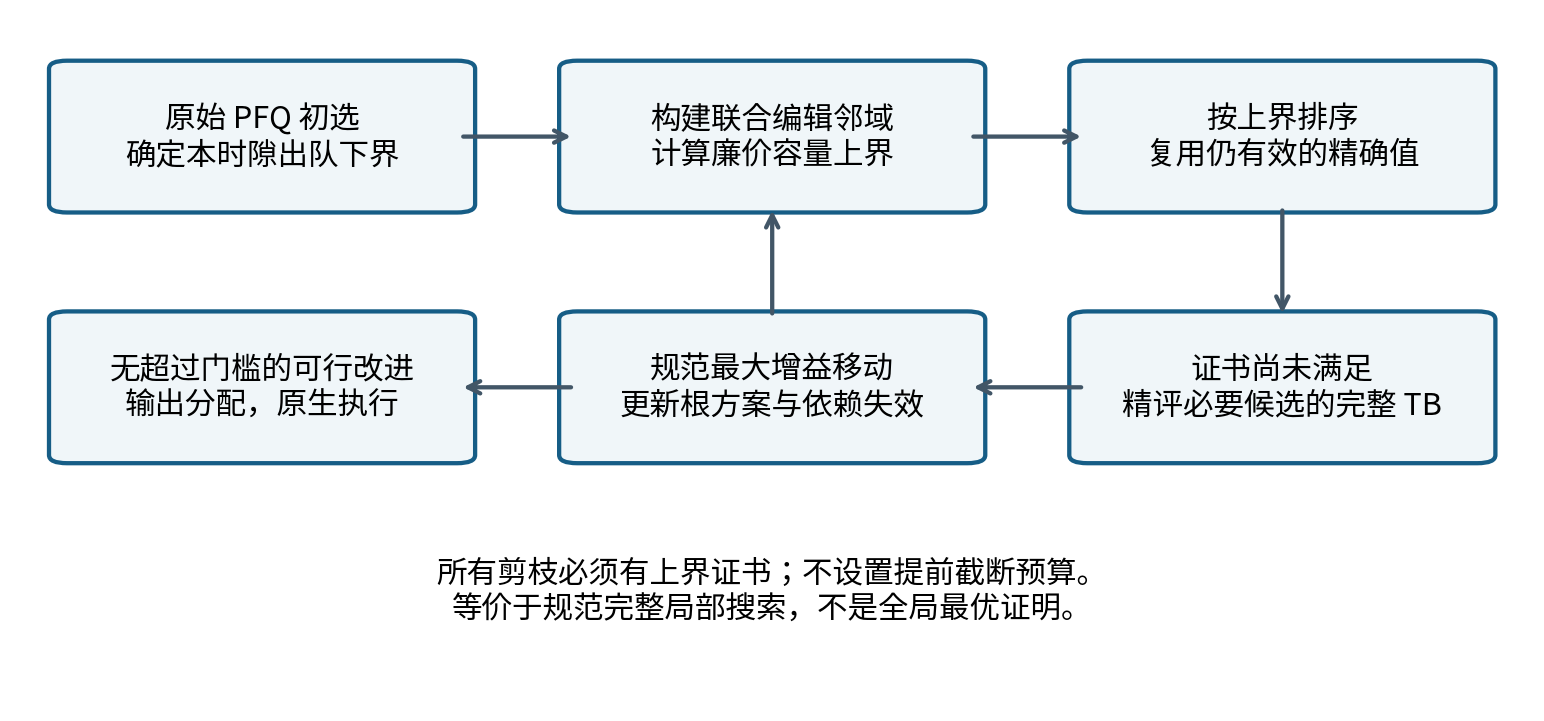 原始 PFQ 初选
确定本时隙出队下界
构建联合编辑邻域
计算廉价容量上界
按上界排序
复用仍有效的精确值
无超过门槛的可行改进
输出分配，原生执行
规范最大增益移动
更新根方案与依赖失效
证书尚未满足
精评必要候选的完整 TB
所有剪枝必须有上界证书；不设置提前截断预算。
等价于规范完整局部搜索，不是全局最优证明。